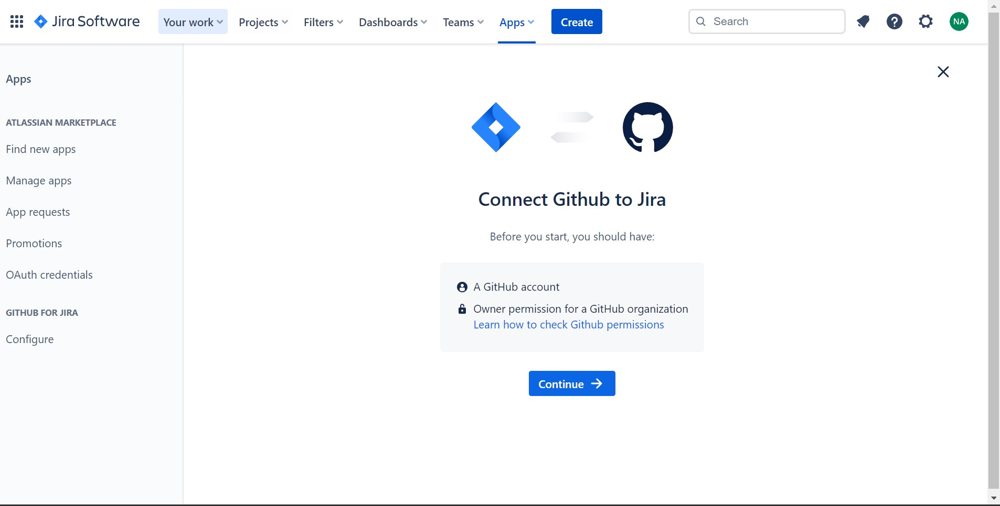 Jira Software
Your work
Projects
Filters
Dashboards
Teams
Apps
Create
Search
NA
Apps
ATLASSIAN MARKETPLACE
Find new apps
Manage apps
App requests
Promotions
OAuth credentials
GITHUB FOR JIRA
Configure
Connect Github to Jira
Before you start, you should have:
A GitHub account
Owner permission for a GitHub organization
Learn how to check Github permissions
Continue